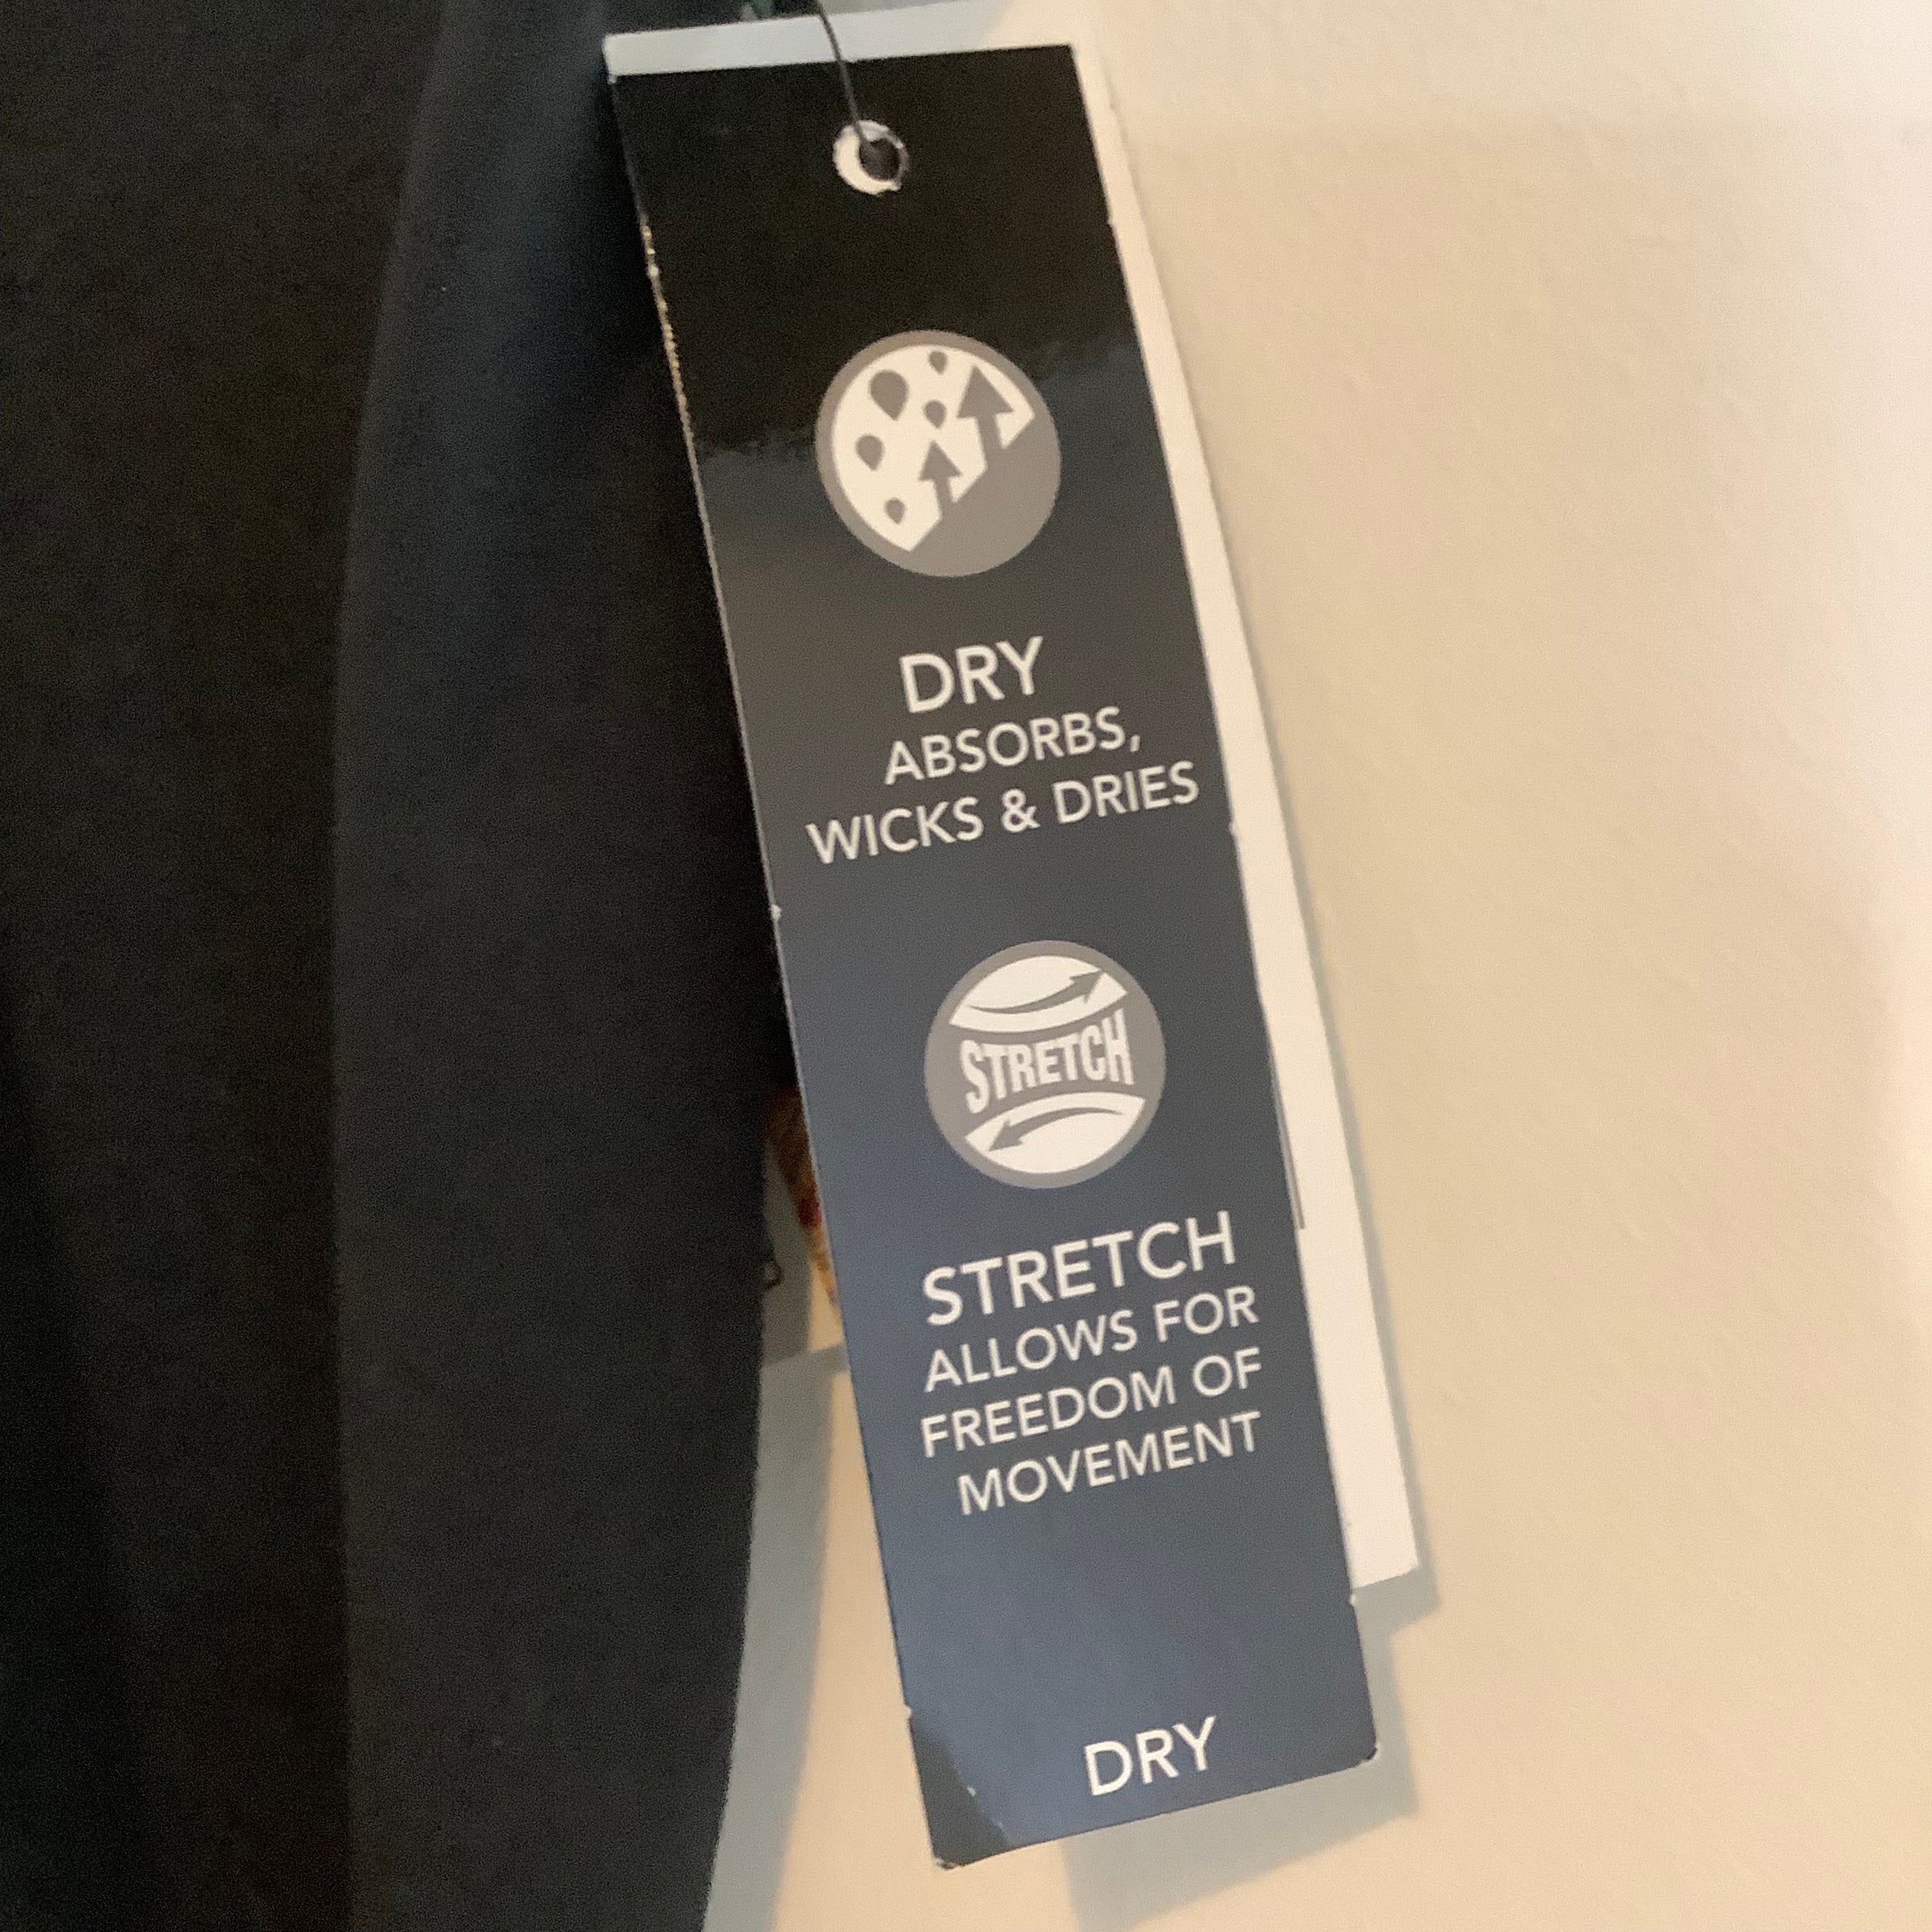 DRY
ABSORBS,
WICKS & DRIES
STRETCH
STRETCH
ALLOWS FOR
FREEDOM OF
MOVEMENT
DRY